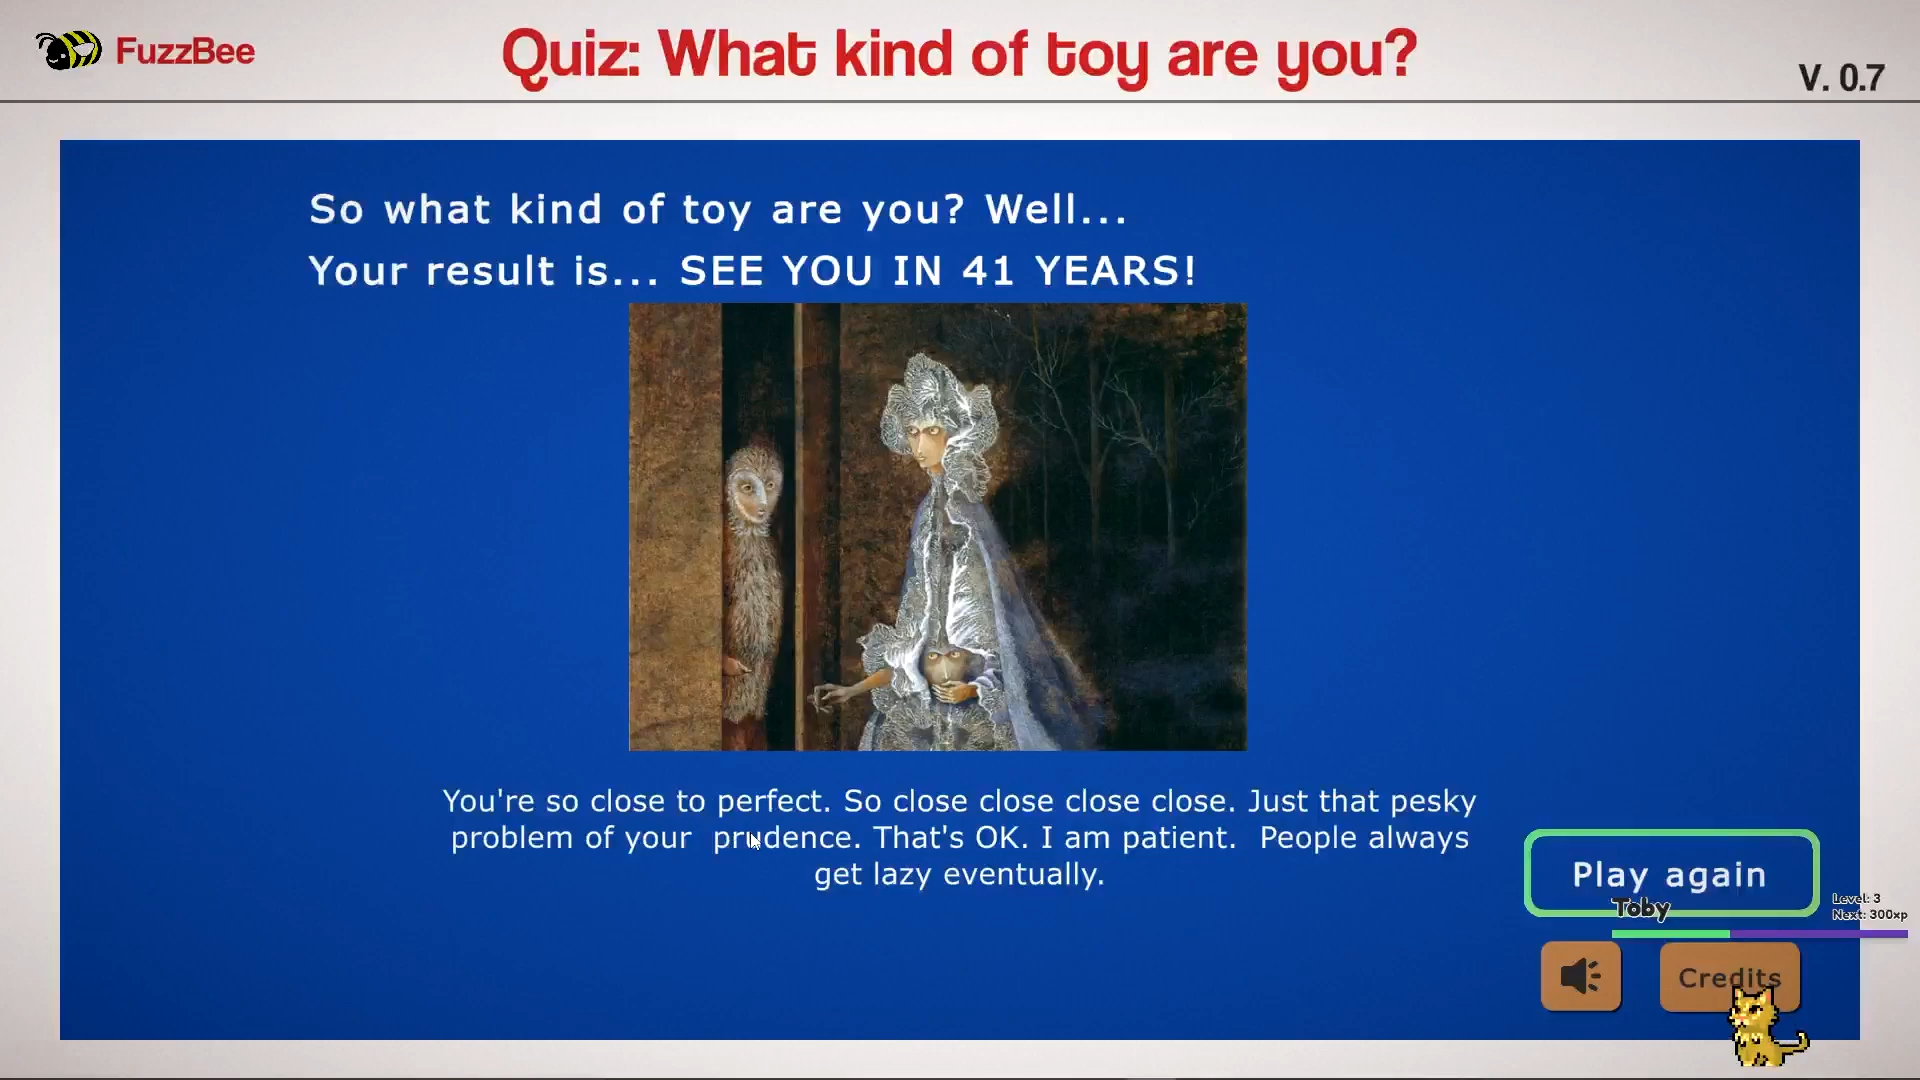 FuzzBee
Quiz: What kind of toy are you?
V. 0.7
So what kind of toy are you? Well...
Your result is... SEE YOU IN 41 YEARS!
You're so close to perfect. So close close close close. Just that pesky
problem of your prudence. That's OK. I am patient. People always
get lazy eventually.
Play again
Toby
Level: 3
Next: 300xp
Credits